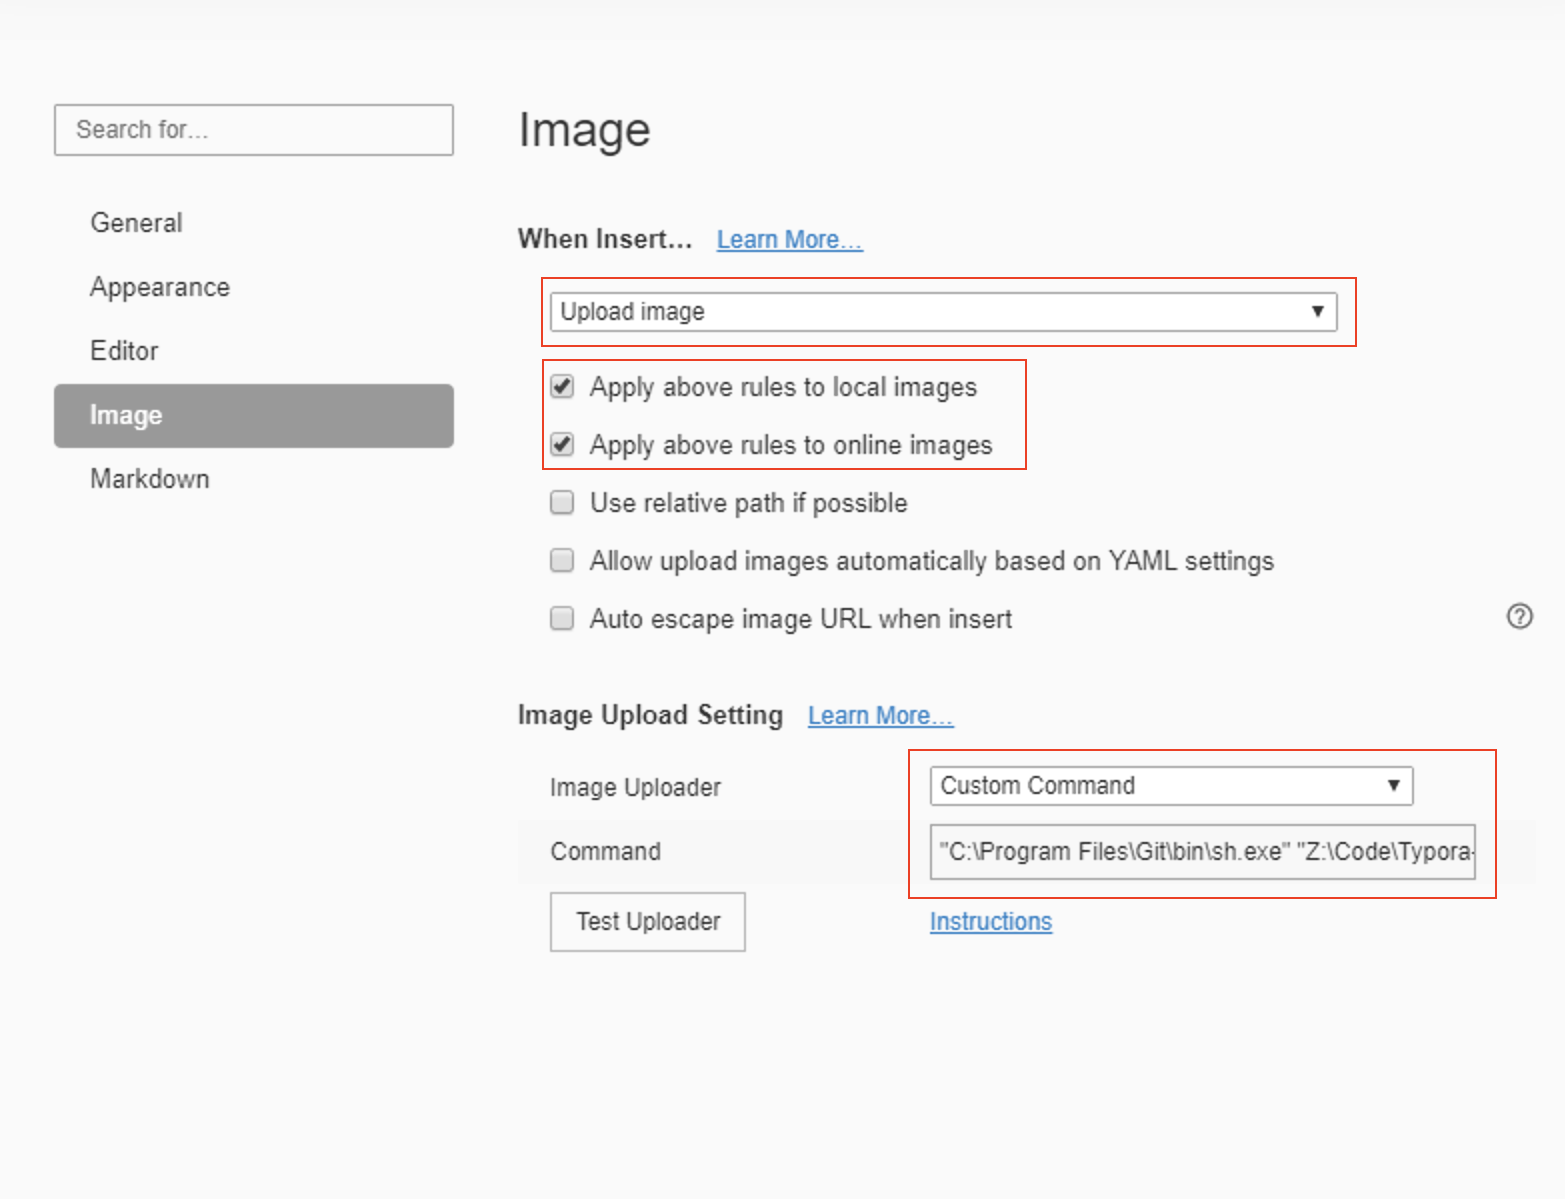 Search for...
General
Appearance
Editor
Image
Markdown
Image
When Insert... Learn More...
Upload image
Apply above rules to local images
Apply above rules to online images
Use relative path if possible
Allow upload images automatically based on YAML settings
Auto escape image URL when insert
Image Upload Setting Learn More...
Image Uploader Custom Command
Command "C:\Program Files\Git\bin\sh.exe" "Z:\Code\Typora-
Test Uploader Instructions